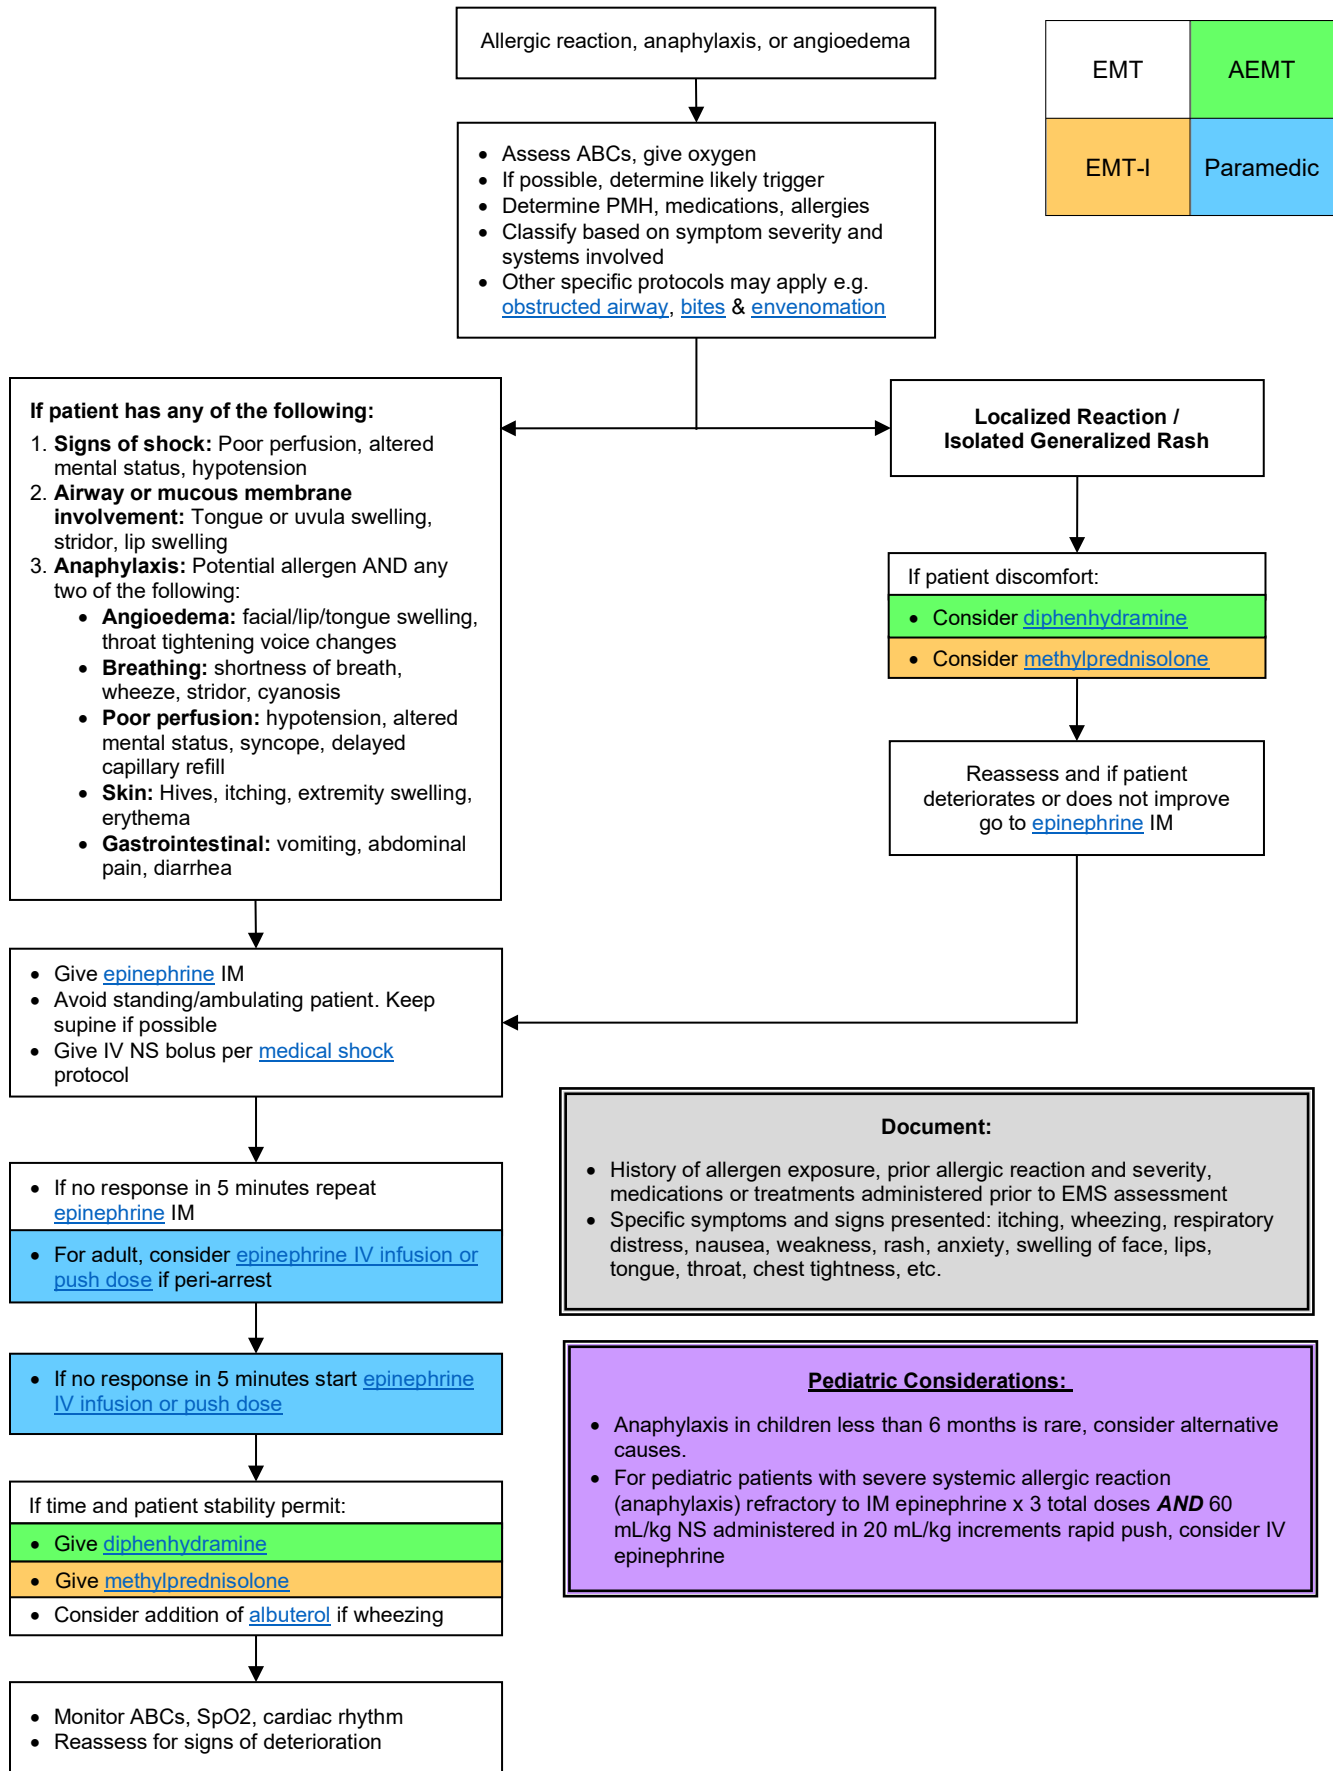 Allergic reaction, anaphylaxis, or angioedema
EMT
AEMT
EMT-I
Paramedic
• Assess ABCs, give oxygen
• If possible, determine likely trigger
• Determine PMH, medications, allergies
• Classify based on symptom severity and
systems involved
• Other specific protocols may apply e.g.
obstructed airway, bites & envenomation
If patient has any of the following:
1. Signs of shock: Poor perfusion, altered
mental status, hypotension
2. Airway or mucous membrane
involvement: Tongue or uvula swelling,
stridor, lip swelling
3. Anaphylaxis: Potential allergen AND any
two of the following:
• Angioedema: facial/lip/tongue swelling,
throat tightening voice changes
• Breathing: shortness of breath,
wheeze, stridor, cyanosis
• Poor perfusion: hypotension, altered
mental status, syncope, delayed
capillary refill
• Skin: Hives, itching, extremity swelling,
erythema
• Gastrointestinal: vomiting, abdominal
pain, diarrhea
Localized Reaction /
Isolated Generalized Rash
If patient discomfort:
• Consider diphenhydramine
• Consider methylprednisolone
Reassess and if patient
deteriorates or does not improve
go to epinephrine IM
• Give epinephrine IM
• Avoid standing/ambulating patient. Keep
supine if possible
• Give IV NS bolus per medical shock
protocol
• If no response in 5 minutes repeat
epinephrine IM
• For adult, consider epinephrine IV infusion or
push dose if peri-arrest
• If no response in 5 minutes start epinephrine
IV infusion or push dose
If time and patient stability permit:
• Give diphenhydramine
• Give methylprednisolone
• Consider addition of albuterol if wheezing
• Monitor ABCs, SpO2, cardiac rhythm
• Reassess for signs of deterioration
Document:
• History of allergen exposure, prior allergic reaction and severity,
medications or treatments administered prior to EMS assessment
• Specific symptoms and signs presented: itching, wheezing, respiratory
distress, nausea, weakness, rash, anxiety, swelling of face, lips,
tongue, throat, chest tightness, etc.
Pediatric Considerations:
• Anaphylaxis in children less than 6 months is rare, consider alternative
causes.
• For pediatric patients with severe systemic allergic reaction
(anaphylaxis) refractory to IM epinephrine x 3 total doses AND 60
mL/kg NS administered in 20 mL/kg increments rapid push, consider IV
epinephrine